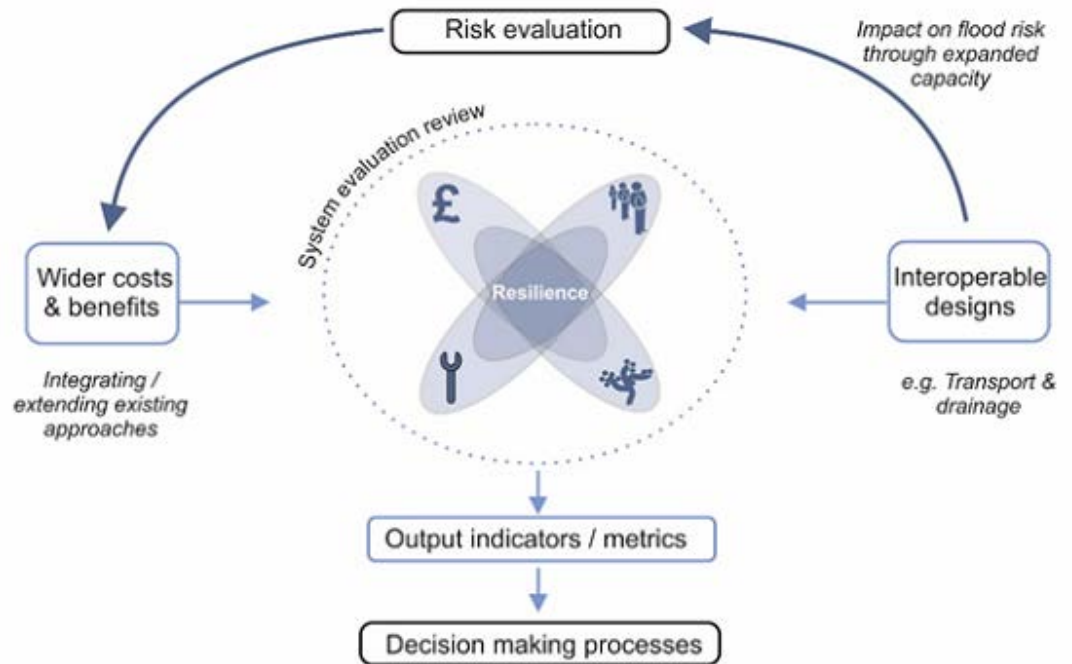 Risk evaluation
Impact on flood risk
through expanded
capacity
System evaluation review
£
Wider costs
& benefits
Resilience
Interoperable
designs
Integrating /
extending existing
approaches
e.g. Transport &
drainage
Output indicators / metrics
Decision making processes